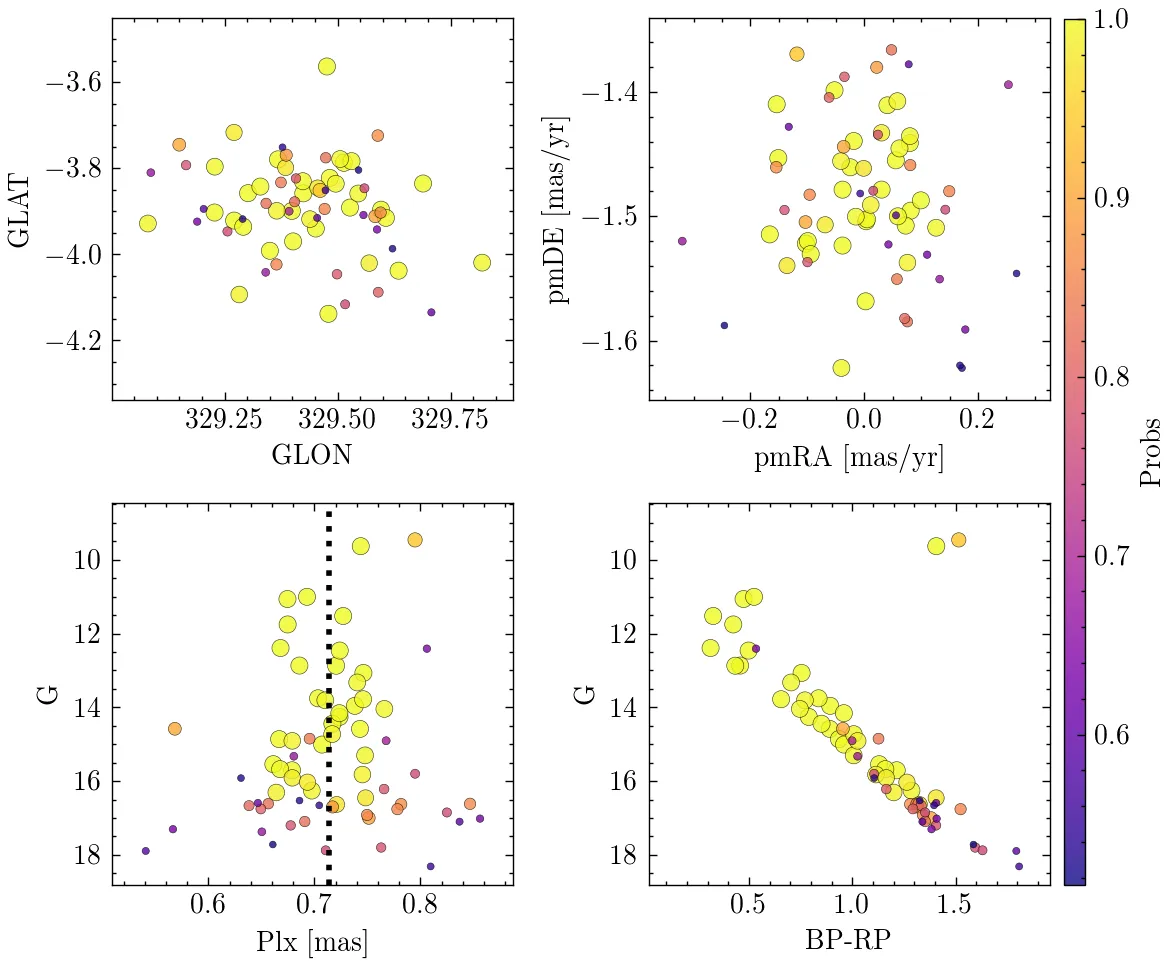 −3.6
−3.8
−4.0
−4.2
GLAT
329.25 329.50 329.75
GLON
−1.4
−1.5
−1.6
pmDE [mas/yr]
−0.2 0.0 0.2
pmRA [mas/yr]
10
12
14
16
18
G
0.6 0.7 0.8
Plx [mas]
10
12
14
16
18
G
0.5 1.0 1.5
BP-RP
1.0
0.9
0.8
0.7
0.6
Probs